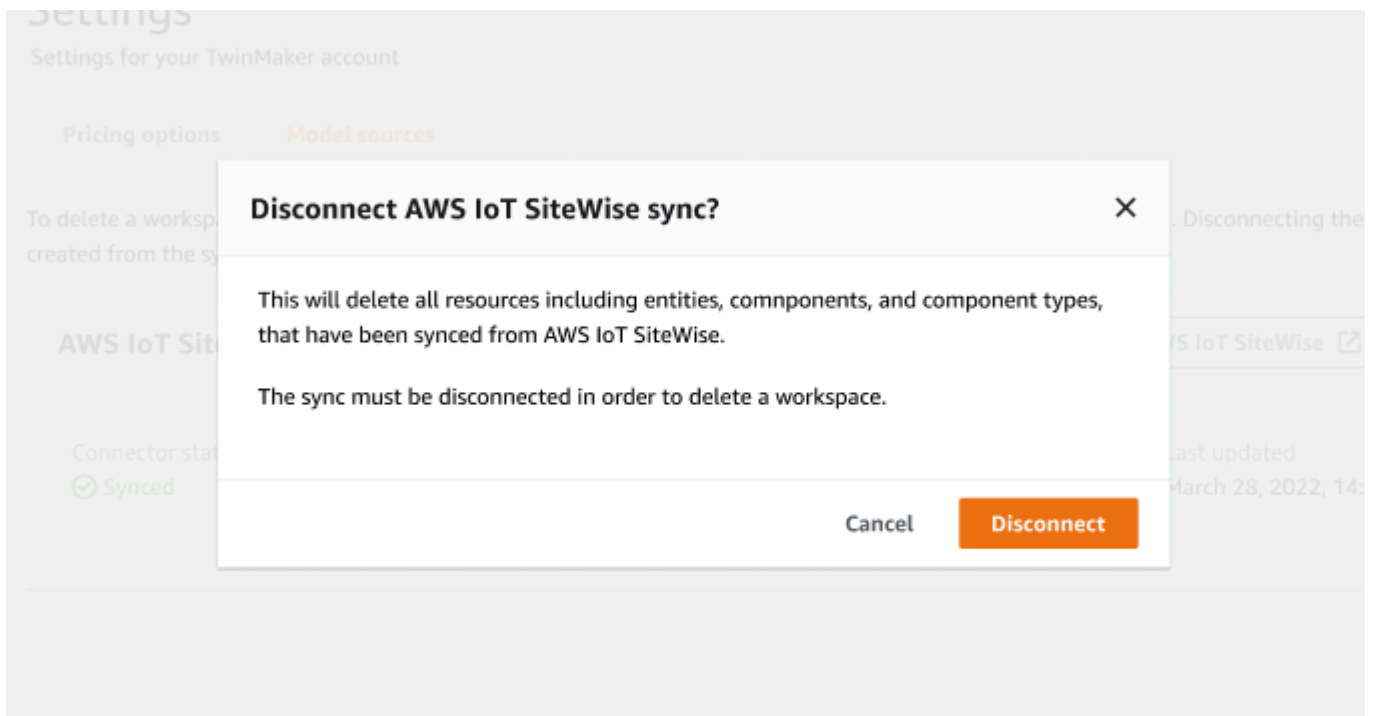 Settings
Settings for your TwinMaker account
Pricing options Model sources
Disconnect AWS IoT SiteWise sync?
To delete a worksp . Disconnecting the
created from the sy
This will delete all resources including entities, comnponents, and component types,
that have been synced from AWS IoT SiteWise.
AWS IoT Sit /S IoT SiteWise
The sync must be disconnected in order to delete a workspace.
Connector stat Last updated
Synced March 28, 2022, 14:
Cancel Disconnect